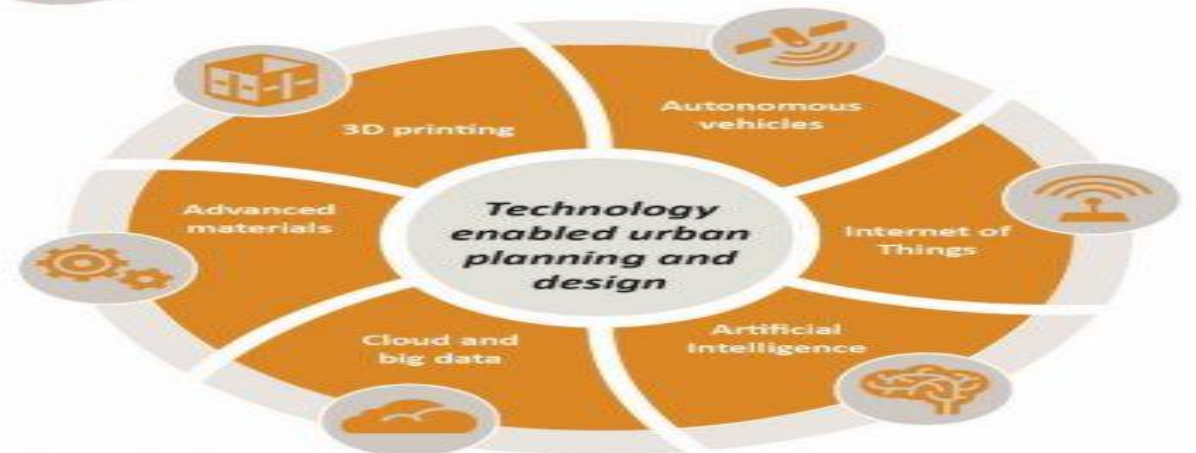 3D printing
Autonomous
vehicles
Advanced
materials
Technology
enabled urban
planning and
design
Internet of
Things
Cloud and
big data
Artificial
Intelligence